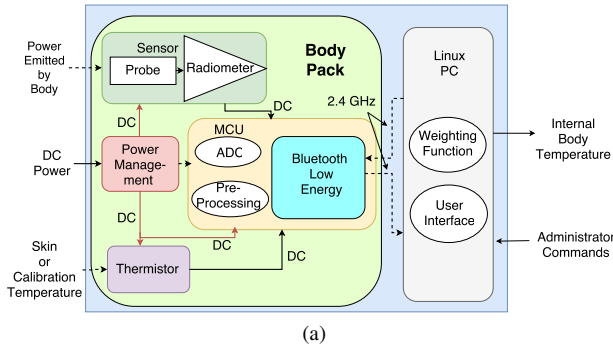 Power
Emitted
by
Body
Sensor
Probe
Radiometer
Body
Pack
Linux
PC
DC
DC
2.4 GHz
DC
Power
Power
Manage-
ment
MCU
ADC
Pre-
Processing
Bluetooth
Low
Energy
Weighting
Function
Internal
Body
Temperature
User
Interface
DC
DC
DC
Skin
or
Calibration
Temperature
Thermistor
Administrator
Commands
(a)